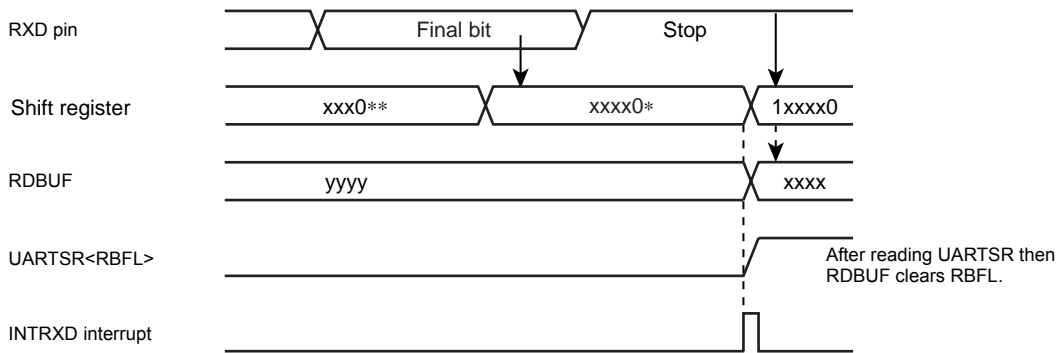 RXD pin Final bit Stop
Shift register xxx0** xxxx0* 1xxxx0
RDBUF yyyy xxxx
UARTSR<RBFL> After reading UARTSR then
RDBUF clears RBFL.
INTRXD interrupt